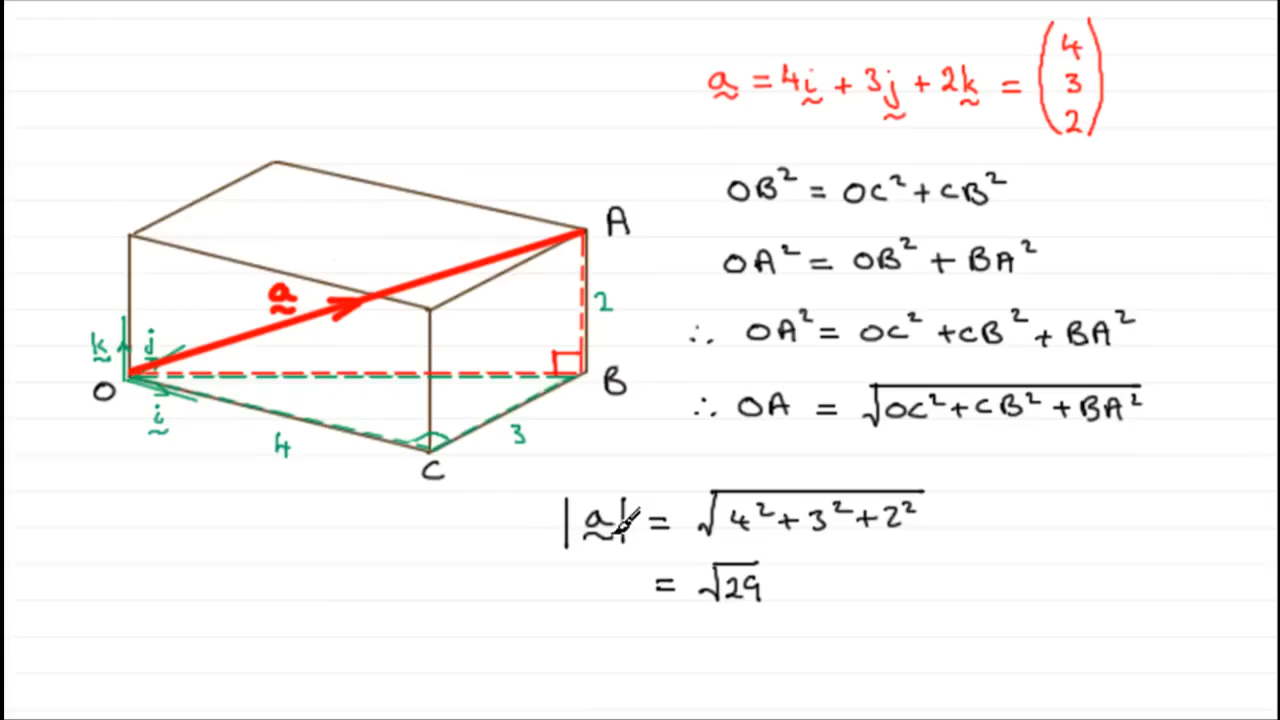 a = 4i + 3j + 2k = (4 3 2)
OB² = OC² + CB²
OA² = OB² + BA²
∴ OA² = OC² + CB² + BA²
∴ OA = √OC² + CB² + BA²
A
a
2
k
j
O
i
B
4
3
C
|a| = √4² + 3² + 2²
= √29